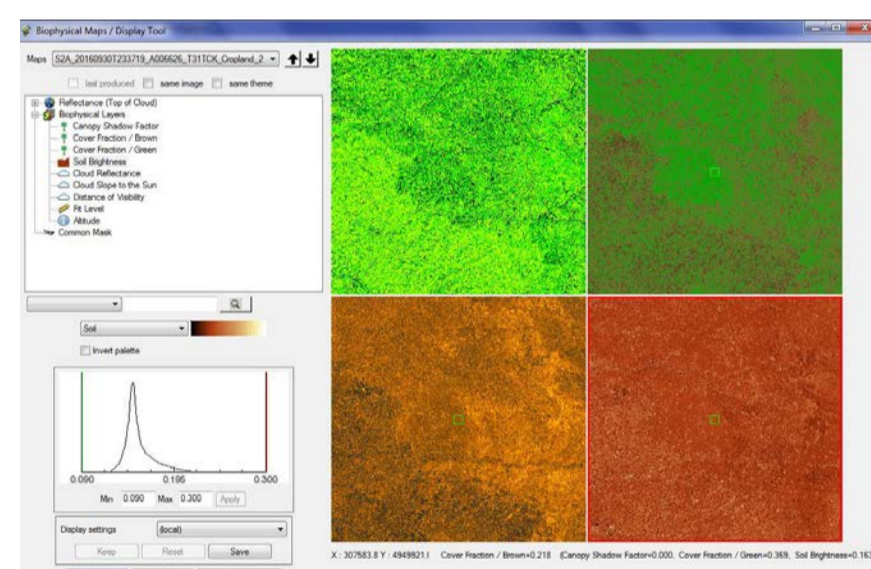 Biophysical Maps / Display Tool
Maps S2A_20160930T233719_A006626_T31TCK_Cropland_2
last produced same image same theme
Reflectance (Top of Cloud)
Biophysical Layers
Canopy Shadow Factor
Cover Fraction / Brown
Cover Fraction / Green
Soil Brightness
Cloud Reflectance
Cloud Slope to the Sun
Distance of Visibility
Fit Level
Altitude
Common Mask
Soil
Invert palette
0.090 0.195 0.300
Min 0.090 Max 0.300 Apply
Display settings (local)
Keep Reset Save
X : 307583.8 Y : 4949921.I Cover Fraction / Brown=0.218 (Canopy Shadow Factor=0.000, Cover Fraction / Green=0.369, Soil Brightness=0.163